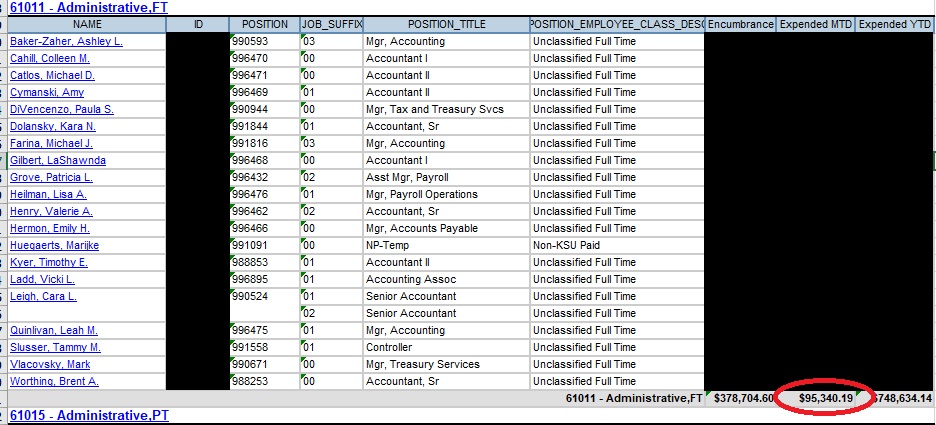 61011 - Administrative,FT
NAME ID POSITION JOB_SUFFIX POSITION_TITLE POSITION_EMPLOYEE_CLASS_DESC Encumbrance Expended MTD Expended YTD
Baker-Zaher, Ashley L. 990593 03 Mgr, Accounting Unclassified Full Time
Cahill, Colleen M. 996470 00 Accountant I Unclassified Full Time
Catlos, Michael D. 996471 00 Accountant II Unclassified Full Time
Cymanski, Amy 996469 01 Accountant II Unclassified Full Time
DiVencenzo, Paula S. 990944 00 Mgr, Tax and Treasury Svcs Unclassified Full Time
Dolansky, Kara N. 991844 01 Accountant, Sr Unclassified Full Time
Farina, Michael J. 991816 03 Mgr, Accounting Unclassified Full Time
Gilbert, LaShawnda 996468 00 Accountant I Unclassified Full Time
Grove, Patricia L. 996432 02 Asst Mgr, Payroll Unclassified Full Time
Heilman, Lisa A. 996476 01 Mgr, Payroll Operations Unclassified Full Time
Henry, Valerie A. 996462 02 Accountant, Sr Unclassified Full Time
Hermon, Emily H. 996466 00 Mgr, Accounts Payable Unclassified Full Time
Huegaerts, Marijke 991091 00 NP-Temp Non-KSU Paid
Kyer, Timothy E. 988853 01 Accountant II Unclassified Full Time
Ladd, Vicki L. 996895 01 Accounting Assoc Unclassified Full Time
Leigh, Cara L. 990524 01 Senior Accountant Unclassified Full Time
02 Senior Accountant Unclassified Full Time
Quinlivan, Leah M. 996475 01 Mgr, Accounting Unclassified Full Time
Slusser, Tammy M. 991558 01 Controller Unclassified Full Time
Vlacovsky, Mark 990671 00 Mgr, Treasury Services Unclassified Full Time
Worthing, Brent A. 988253 00 Accountant, Sr Unclassified Full Time
61011 - Administrative,FT $378,704.60 $95,340.19 $748,634.14
61015 - Administrative,PT